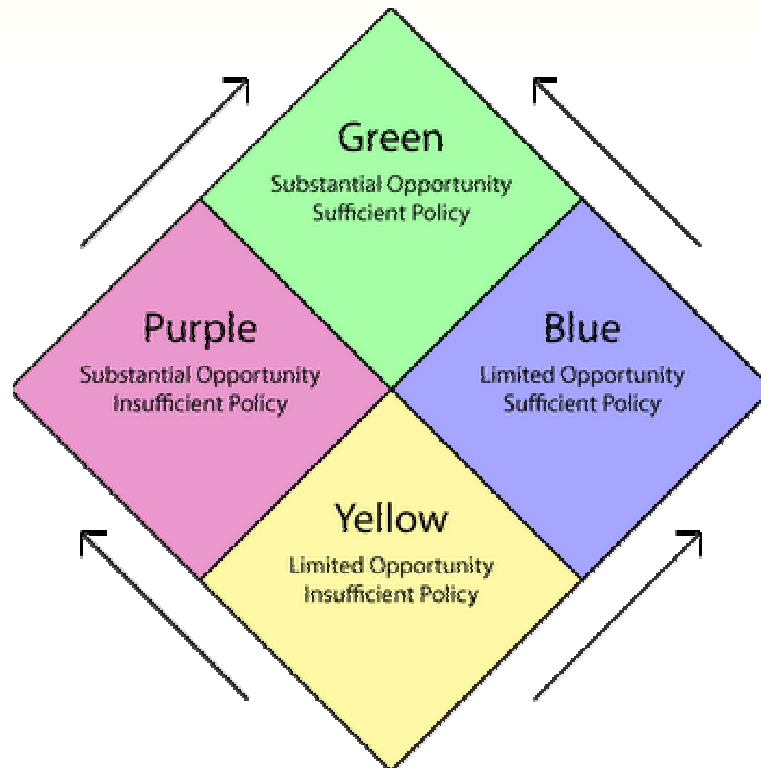 Green
Substantial Opportunity
Sufficient Policy
Purple
Substantial Opportunity
Insufficient Policy
Blue
Limited Opportunity
Sufficient Policy
Yellow
Limited Opportunity
Insufficient Policy